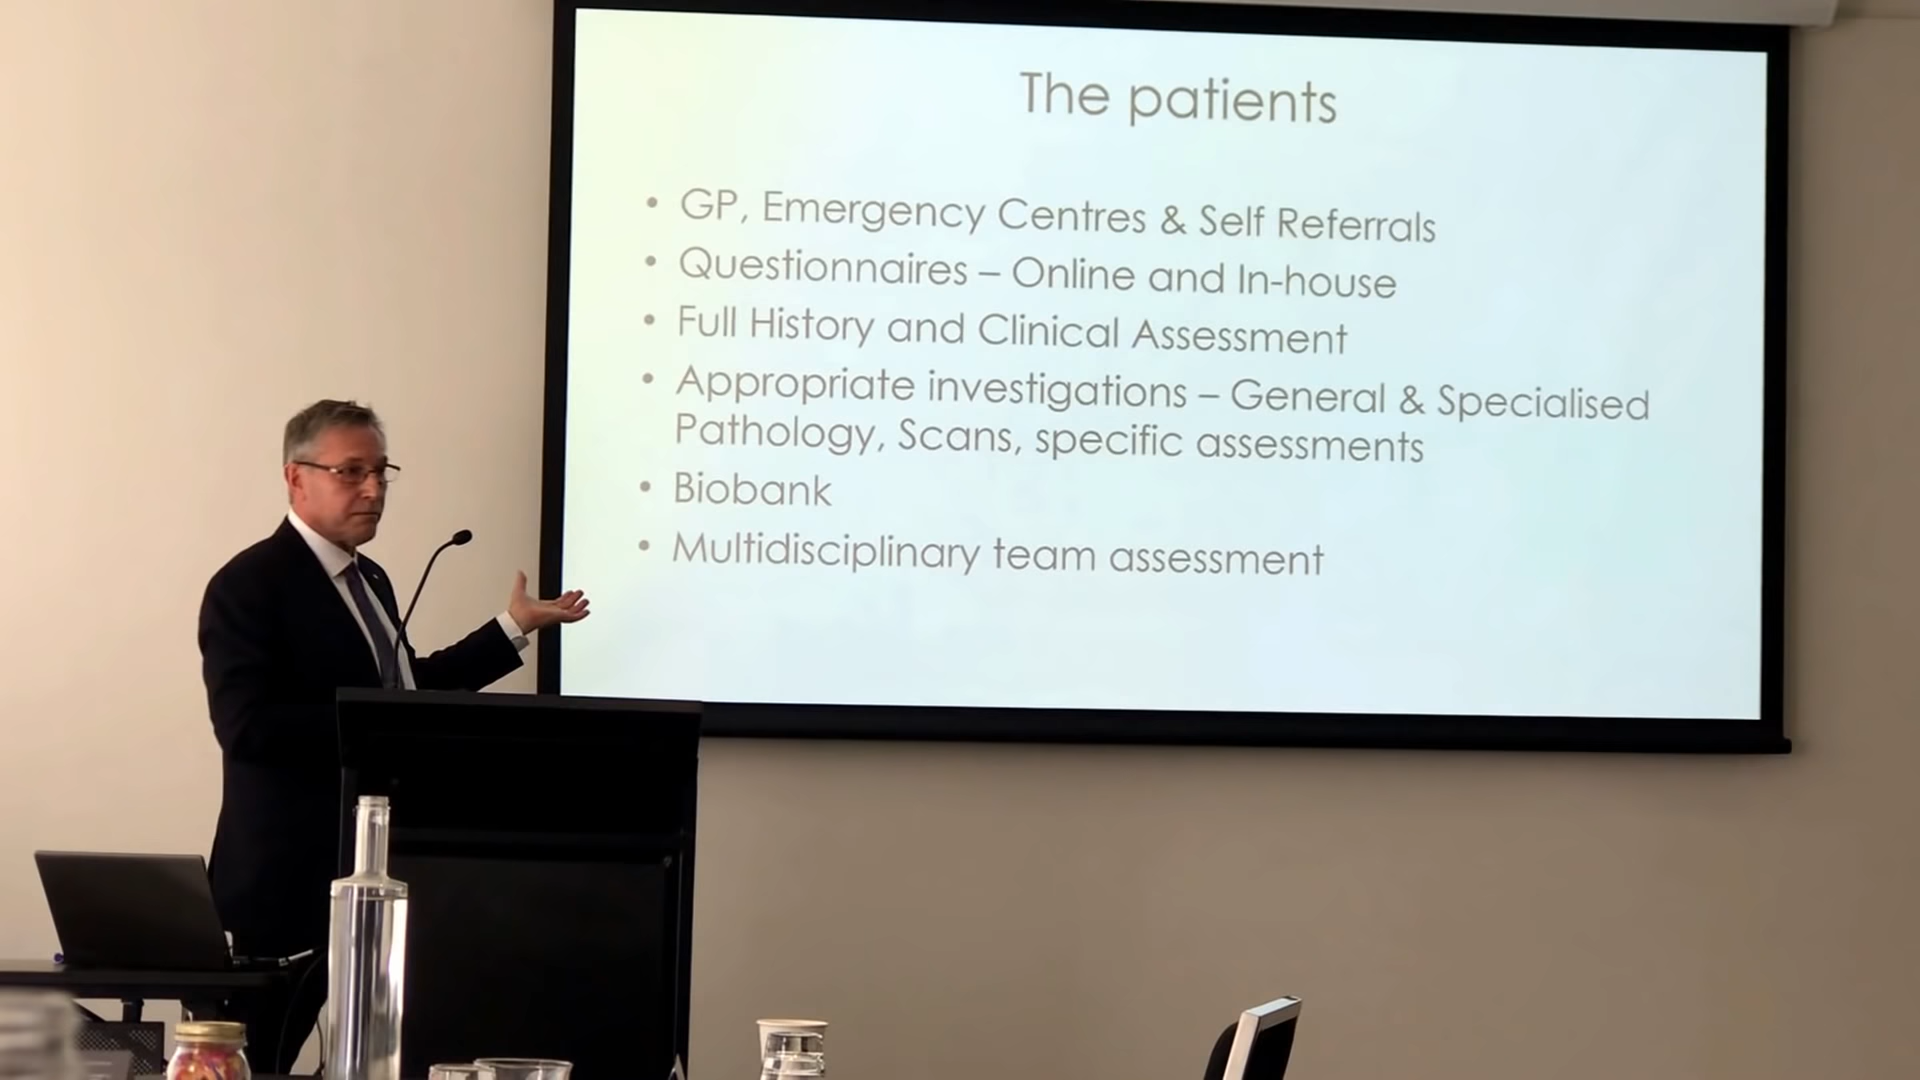 The patients
• GP, Emergency Centres & Self Referrals
• Questionnaires – Online and In-house
• Full History and Clinical Assessment
• Appropriate investigations – General & Specialised
Pathology, Scans, specific assessments
• Biobank
• Multidisciplinary team assessment